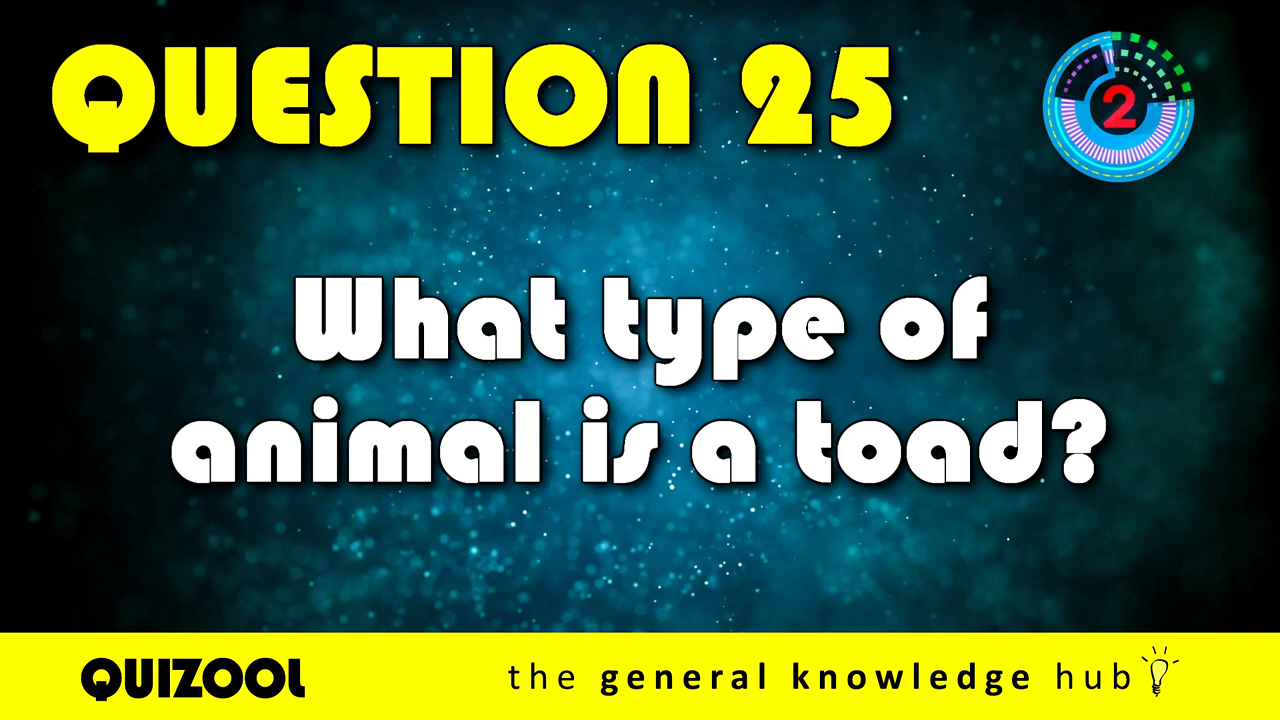 QUESTION 25
2
What type of
animal is a toad?
QUIZOOL
the general knowledge hub